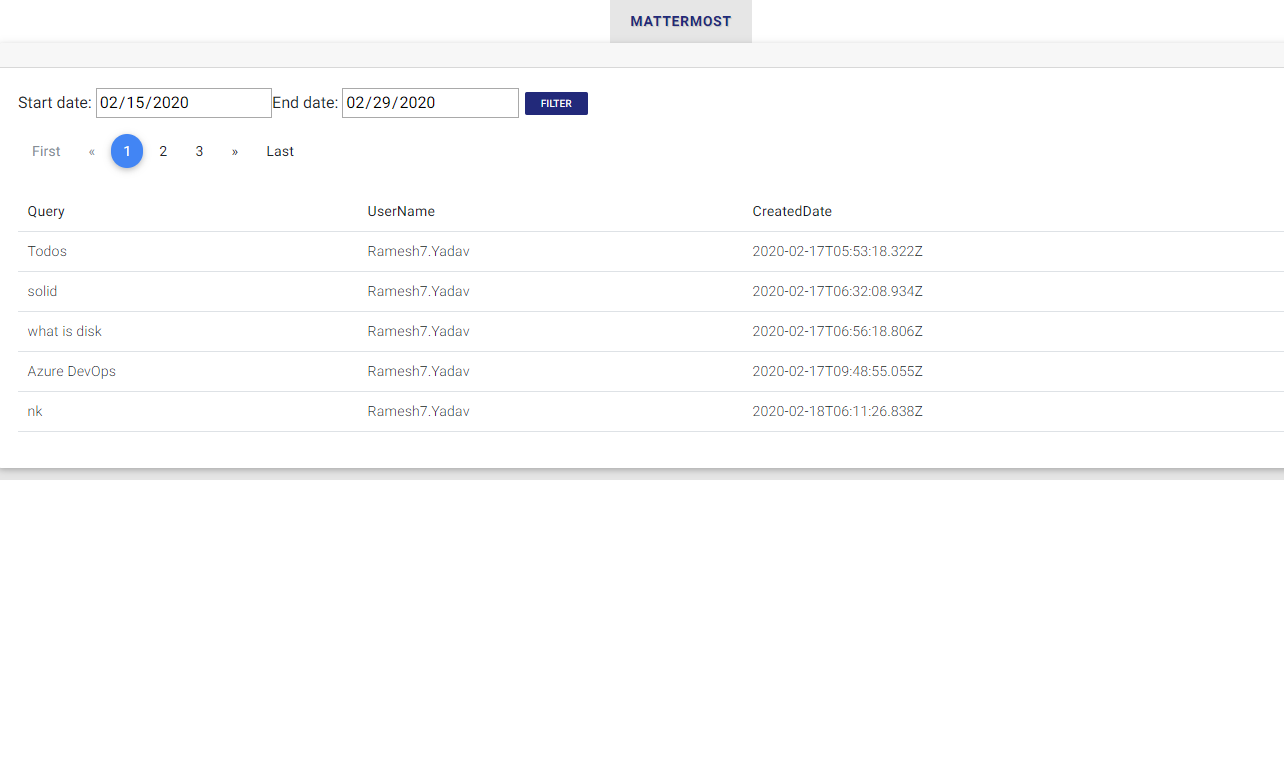 MATTERMOST
Start date: 02/15/2020 End date: 02/29/2020 FILTER
First « 1 2 3 » Last
Query UserName CreatedDate
Todos Ramesh7.Yadav 2020-02-17T05:53:18.322Z
solid Ramesh7.Yadav 2020-02-17T06:32:08.934Z
what is disk Ramesh7.Yadav 2020-02-17T06:56:18.806Z
Azure DevOps Ramesh7.Yadav 2020-02-17T09:48:55.055Z
nk Ramesh7.Yadav 2020-02-18T06:11:26.838Z